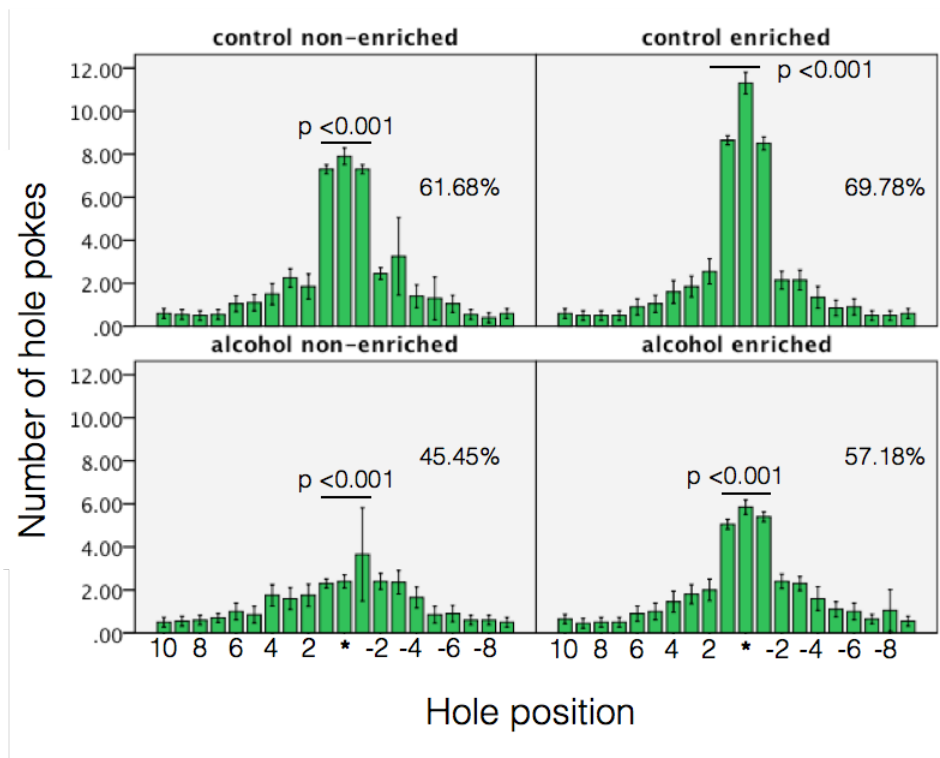 control non-enriched
control enriched
12.00
10.00
8.00
6.00
4.00
2.00
.00
p <0.001
61.68%
p <0.001
69.78%
Number of hole pokes
alcohol non-enriched
alcohol enriched
12.00
10.00
8.00
6.00
4.00
2.00
.00
45.45%
p <0.001
57.18%
p <0.001
10 8 6 4 2 * -2 -4 -6 -8
10 8 6 4 2 * -2 -4 -6 -8
Hole position